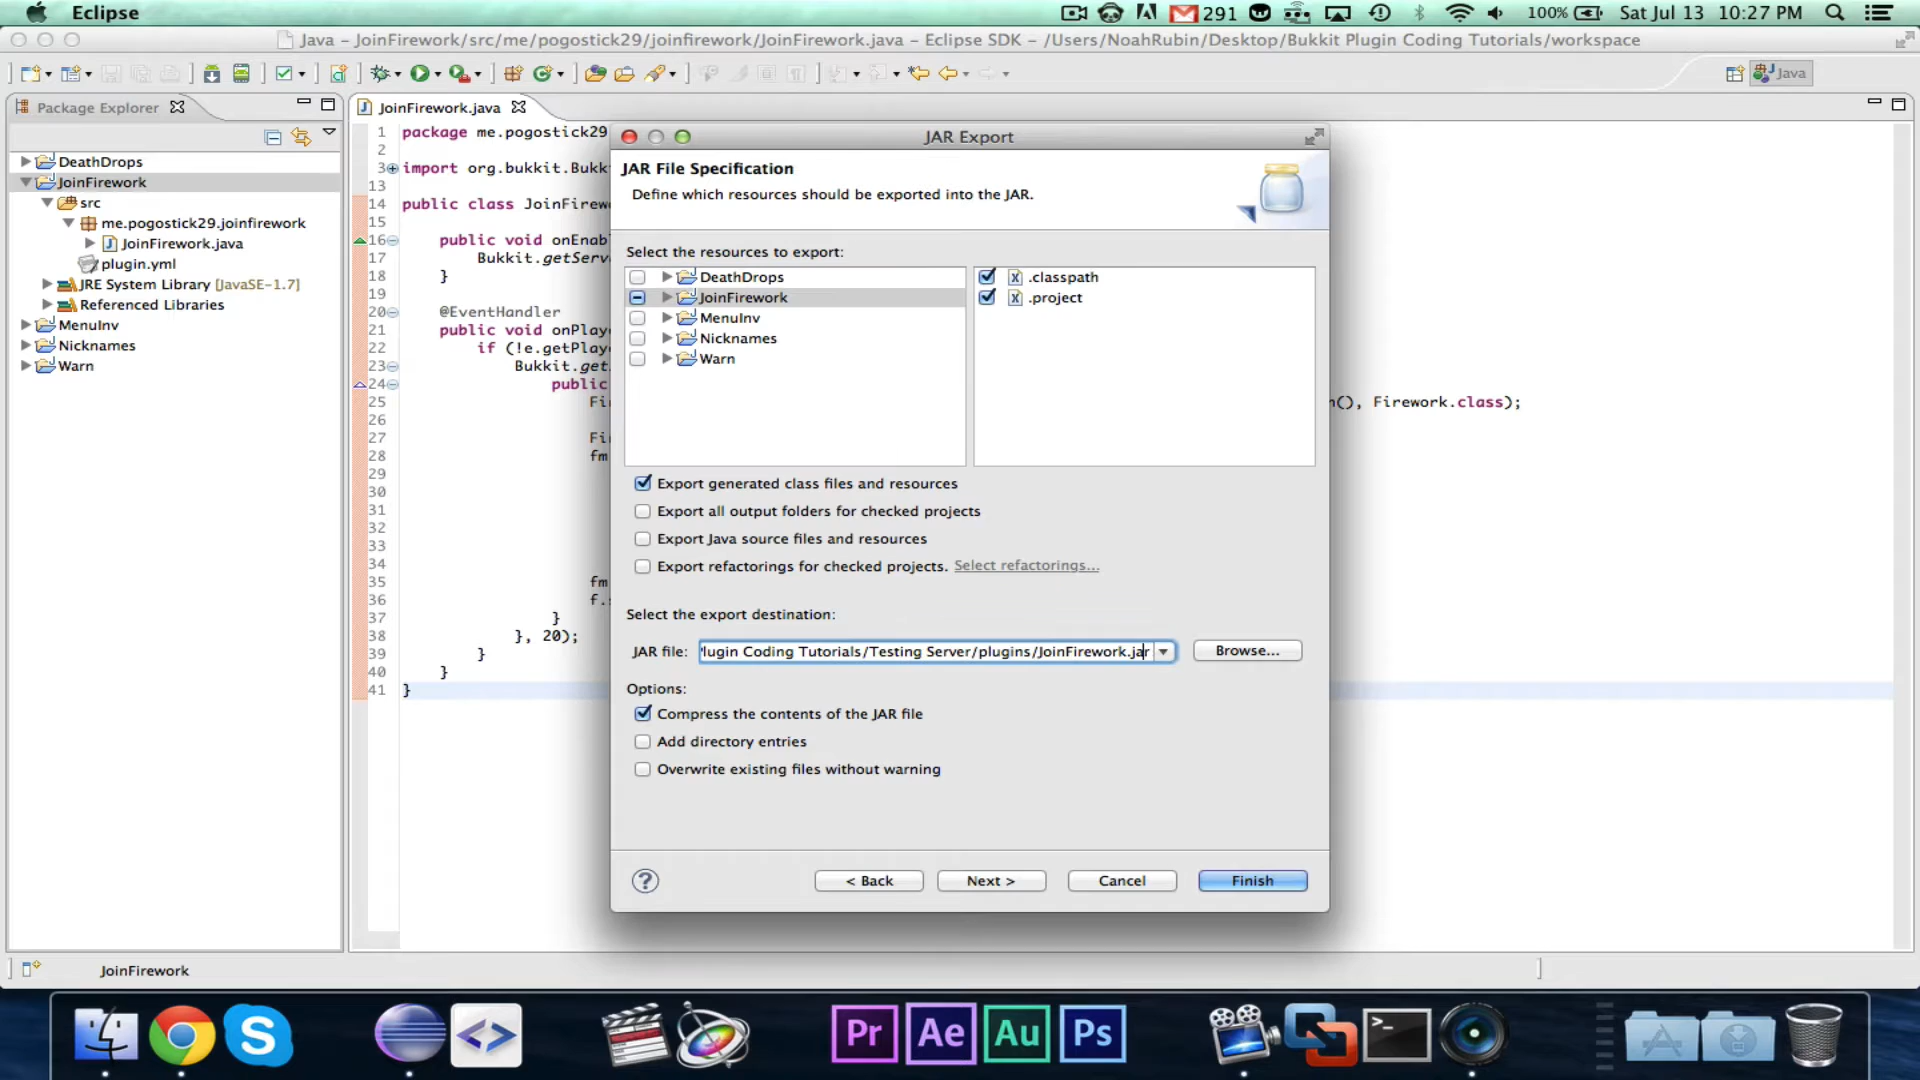 Eclipse
291
100%
Sat Jul 13 10:27 PM
Java – JoinFirework/src/me/pogostick29/joinfirework/JoinFirework.java – Eclipse SDK – /Users/NoahRubin/Desktop/Bukkit Plugin Coding Tutorials/workspace
Java
Package Explorer
DeathDrops
JoinFirework
src
me.pogostick29.joinfirework
JoinFirework.java
plugin.yml
JRE System Library [JavaSE-1.7]
Referenced Libraries
MenuInv
Nicknames
Warn
JoinFirework.java
1 package me.pogostick29
2
3 import org.bukkit.Bukk
13
14 public class JoinFirew
15
16 public void onEnab
17 Bukkit.getServ
18 }
19
20 @EventHandler
21 public void onPlay
22 if (!e.getPlay
23 Bukkit.get
24 public
25 Fi
n(), Firework.class);
26
27 Fi
28 fm
29
30
31
32
33
34
35 fm
36 f.
37 }
38 }, 20);
39 }
40 }
41 }
JAR Export
JAR File Specification
Define which resources should be exported into the JAR.
Select the resources to export:
DeathDrops
JoinFirework
MenuInv
Nicknames
Warn
.classpath
.project
Export generated class files and resources
Export all output folders for checked projects
Export Java source files and resources
Export refactorings for checked projects. Select refactorings...
Select the export destination:
JAR file: Plugin Coding Tutorials/Testing Server/plugins/JoinFirework.jar
Browse...
Options:
Compress the contents of the JAR file
Add directory entries
Overwrite existing files without warning
?
< Back
Next >
Cancel
Finish
JoinFirework
Pr
Ae
Au
Ps